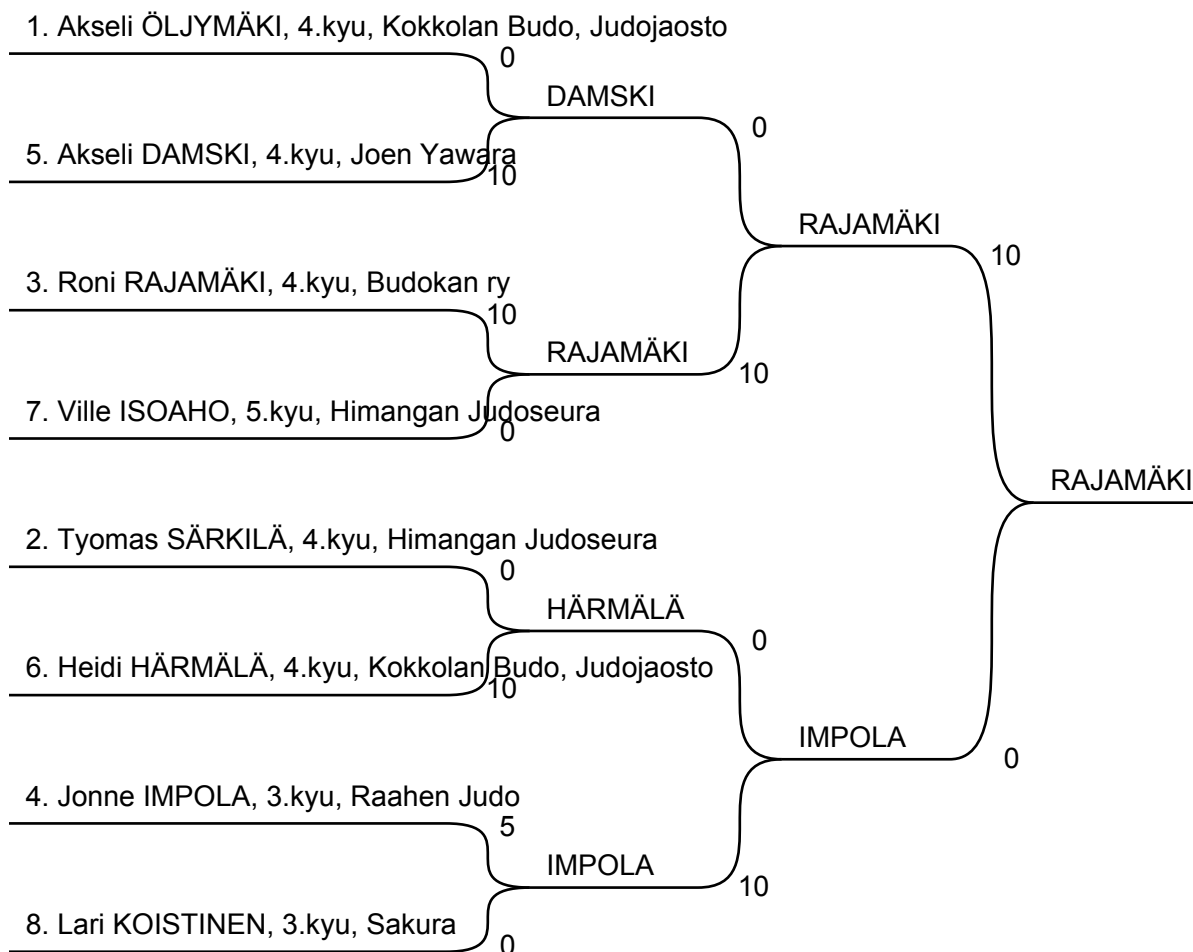 1. Akseli ÖLJYMÄKI, 4.kyu, Kokkolan Budo, Judojaosto
0
DAMSKI
0
5. Akseli DAMSKI, 4.kyu, Joen Yawara
10
RAJAMÄKI
10
3. Roni RAJAMÄKI, 4.kyu, Budokan ry
10
RAJAMÄKI
10
7. Ville ISOAHO, 5.kyu, Himangan Judoseura
0
RAJAMÄKI
2. Tyomas SÄRKILÄ, 4.kyu, Himangan Judoseura
0
HÄRMÄLÄ
0
6. Heidi HÄRMÄLÄ, 4.kyu, Kokkolan Budo, Judojaosto
10
IMPOLA
0
4. Jonne IMPOLA, 3.kyu, Raahen Judo
5
IMPOLA
10
8. Lari KOISTINEN, 3.kyu, Sakura
0